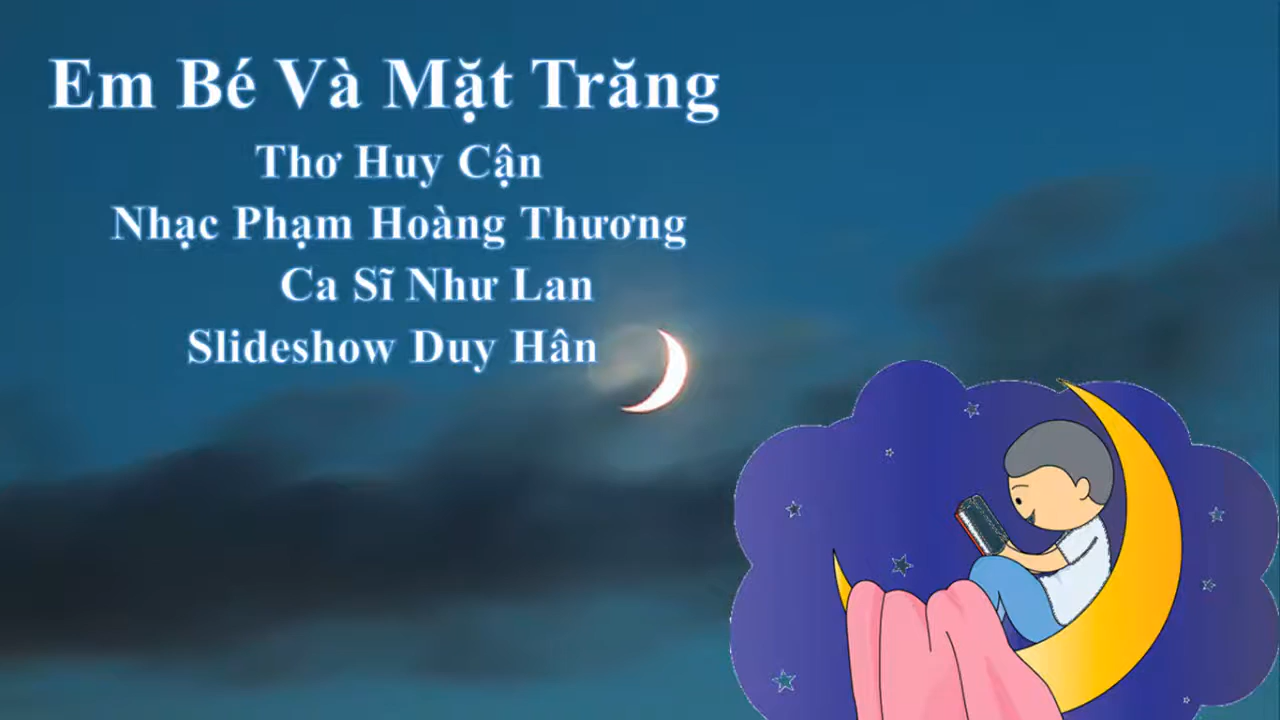 Em Bé Và Mặt Trăng
Thơ Huy Cận
Nhạc Phạm Hoàng Thương
Ca Sĩ Như Lan
Slideshow Duy Hân